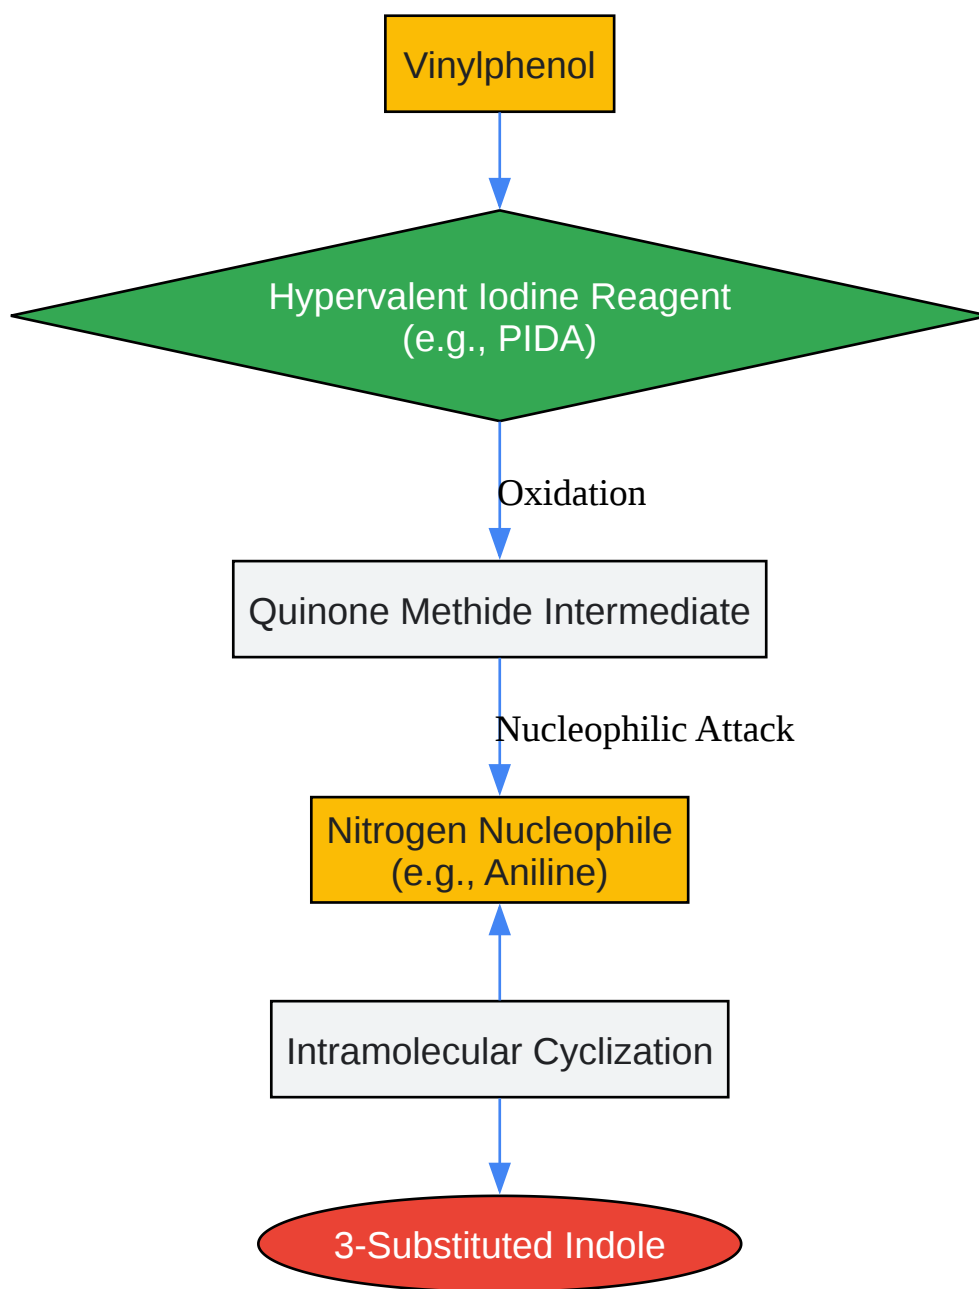 Vinylphenol
Hypervalent Iodine Reagent
(e.g., PIDA)
Oxidation
Quinone Methide Intermediate
Nucleophilic Attack
Nitrogen Nucleophile
(e.g., Aniline)
Intramolecular Cyclization
3-Substituted Indole